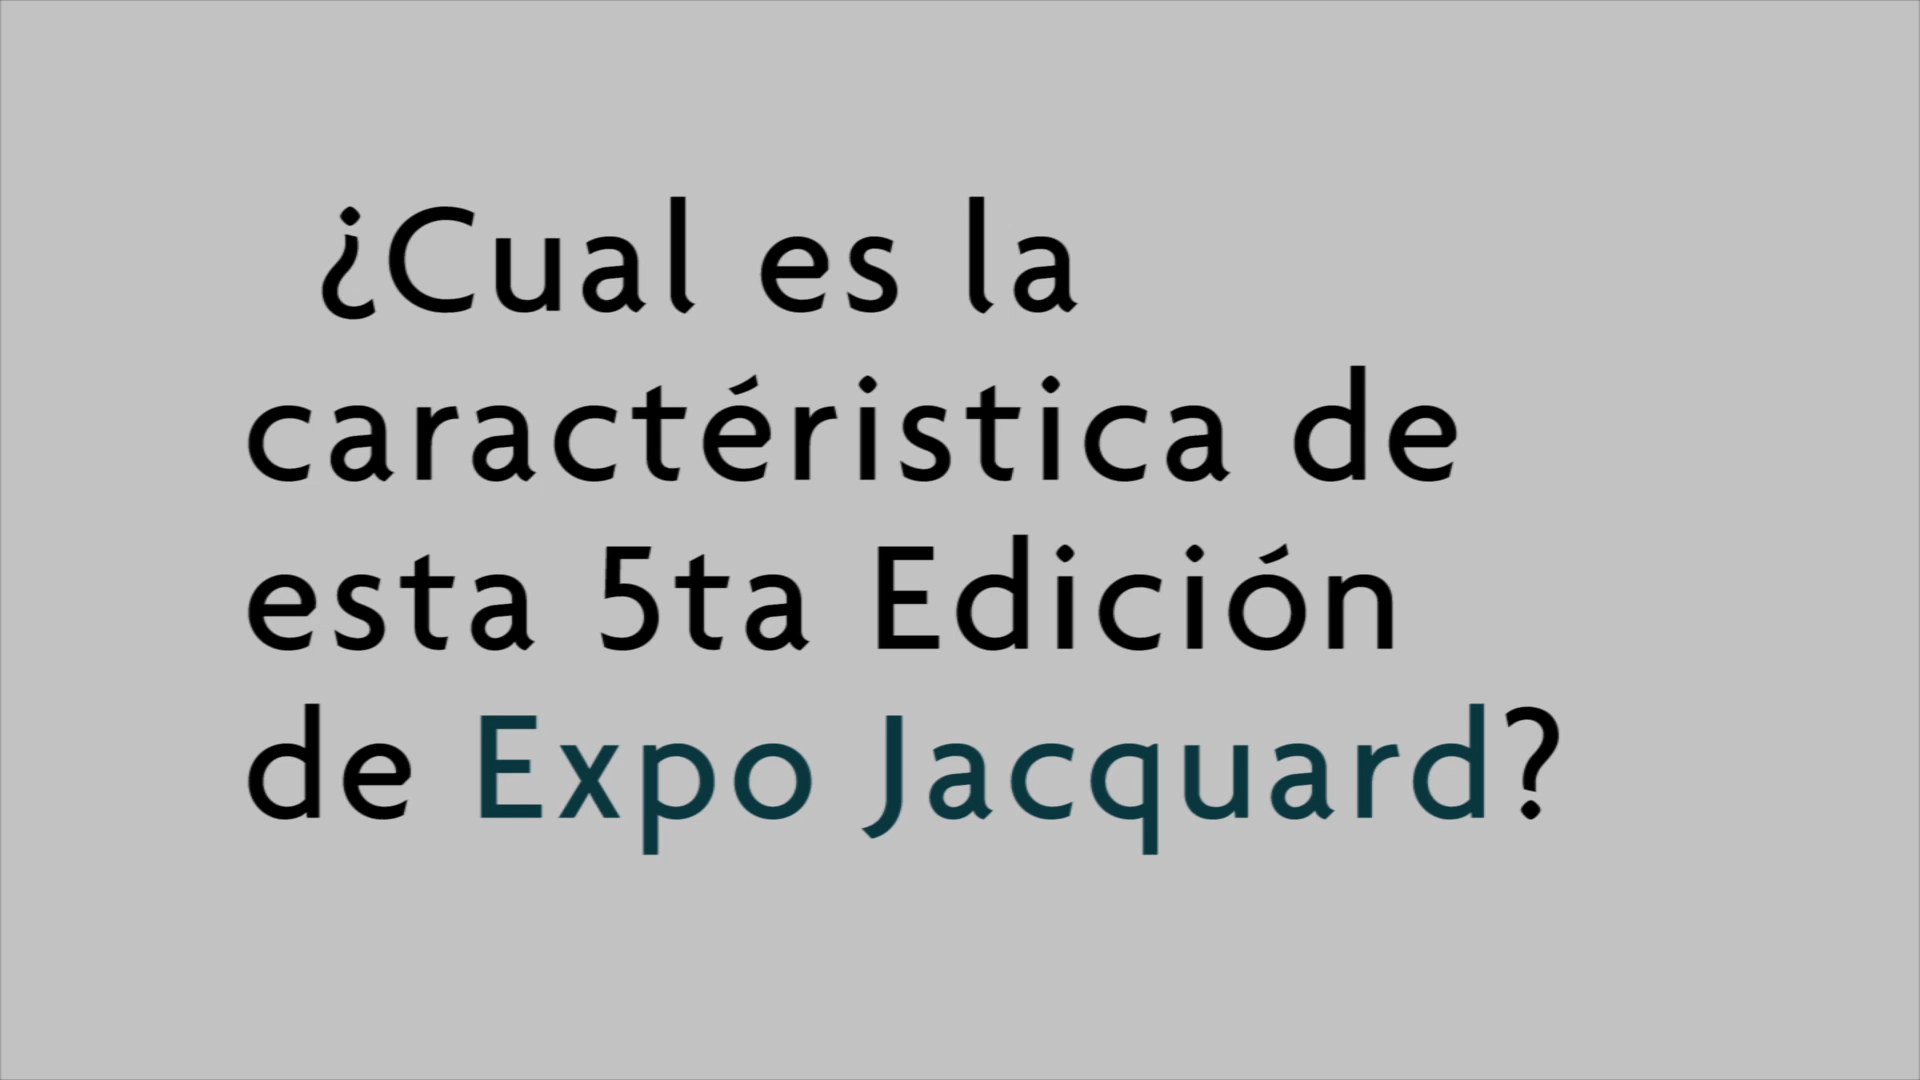 ¿Cual es la
caractéristica de
esta 5ta Edición
de Expo Jacquard?